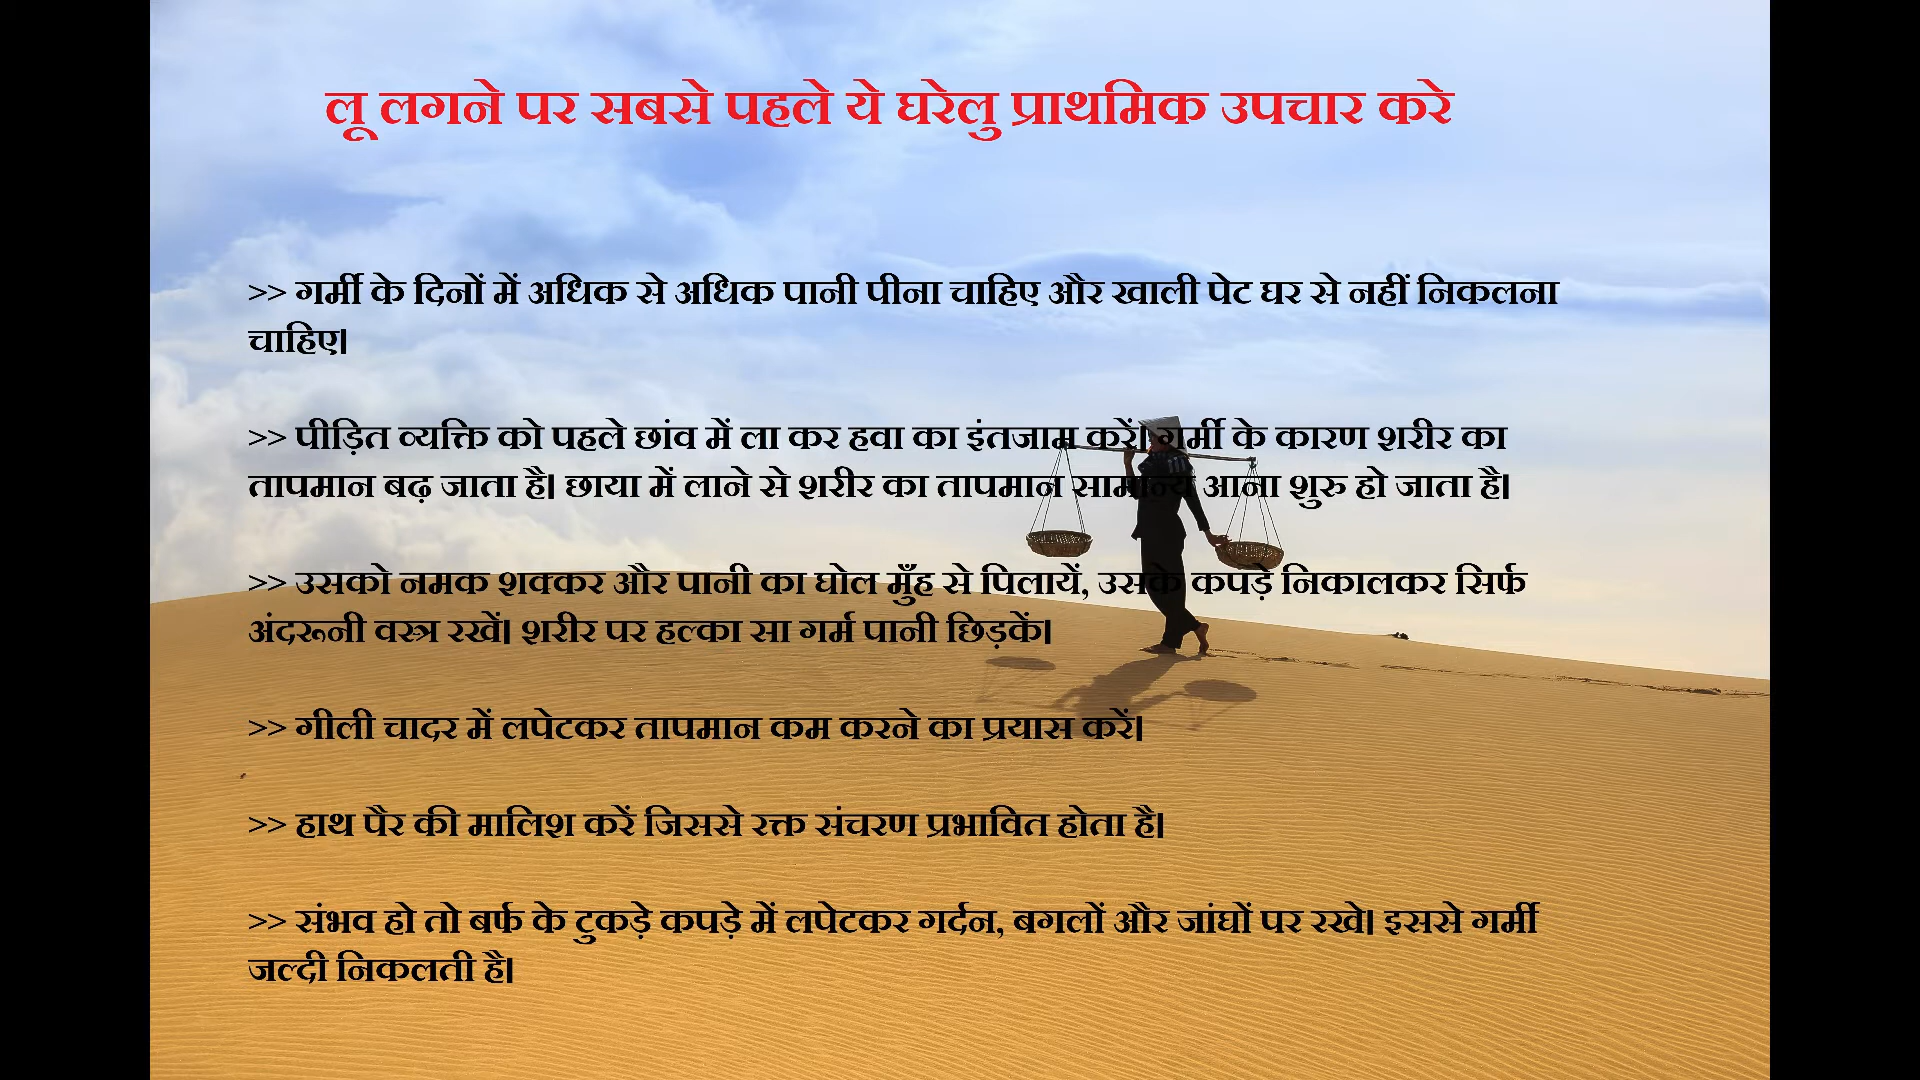 लू लगने पर सबसे पहले ये घरेलु प्राथमिक उपचार करे
>> गर्मी के दिनों में अधिक से अधिक पानी पीना चाहिए और खाली पेट घर से नहीं निकलना
चाहिए।
>> पीड़ित व्यक्ति को पहले छांव में ला कर हवा का इंतजाम करें। गर्मी के कारण शरीर का
तापमान बढ़ जाता है। छाया में लाने से शरीर का तापमान सामान्य आना शुरु हो जाता है।
>> उसको नमक शक्कर और पानी का घोल मुँह से पिलायें, उसके कपड़े निकालकर सिर्फ
अंदरूनी वस्त्र रखें। शरीर पर हल्का सा गर्म पानी छिड़कें।
>> गीली चादर में लपेटकर तापमान कम करने का प्रयास करें।
>> हाथ पैर की मालिश करें जिससे रक्त संचरण प्रभावित होता है।
>> संभव हो तो बर्फ के टुकड़े कपड़े में लपेटकर गर्दन, बगलों और जांघों पर रखे। इससे गर्मी
जल्दी निकलती है।